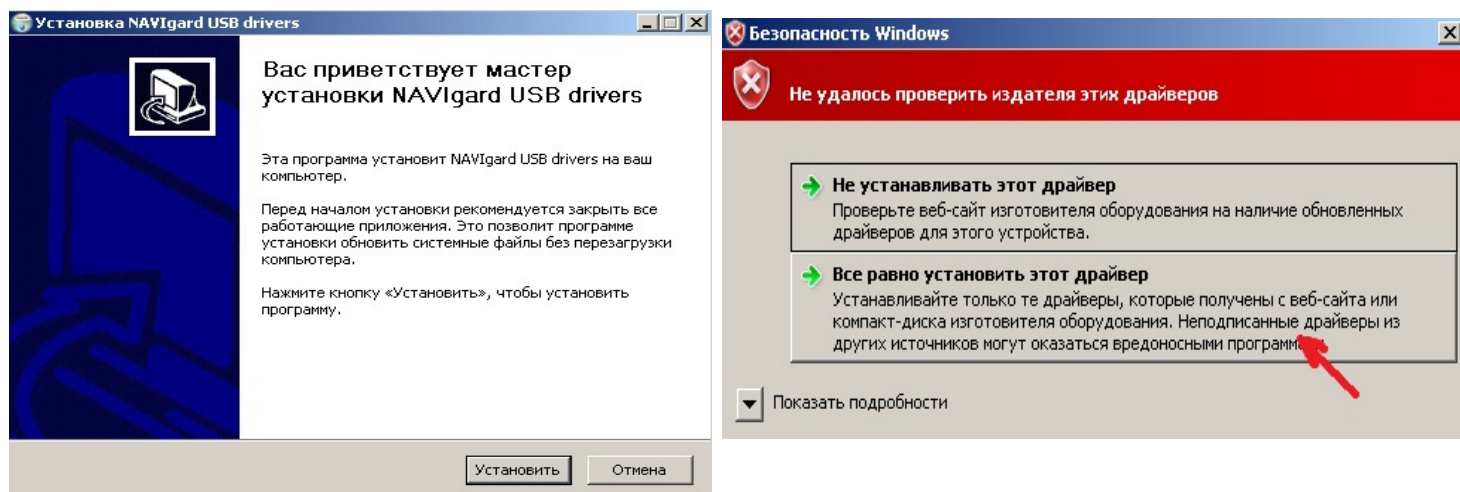 Установка NAVIgard USB drivers
Вас приветствует мастер
установки NAVIgard USB drivers
Эта программа установит NAVIgard USB drivers на ваш
компьютер.
Перед началом установки рекомендуется закрыть все
работающие приложения. Это позволит программе
установки обновить системные файлы без перезагрузки
компьютера.
Нажмите кнопку «Установить», чтобы установить
программу.
Установить
Отмена
Безопасность Windows
Не удалось проверить издателя этих драйверов
Не устанавливать этот драйвер
Проверьте веб-сайт изготовителя оборудования на наличие обновленных
драйверов для этого устройства.
Все равно установить этот драйвер
Устанавливайте только те драйверы, которые получены с веб-сайта или
компакт-диска изготовителя оборудования. Неподписанные драйверы из
других источников могут оказаться вредоносными
Показать подробности